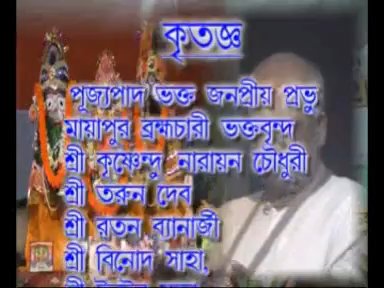 কৃতজ্ঞ
পূজ্যপাদ ভক্ত জনপ্রীয় প্রভু
মায়াপুর ব্রহ্মচারী ভক্তবৃন্দ
শ্রী কৃষ্ণেন্দু নারায়ন চৌধুরী
শ্রী তরুন দেব
শ্রী রতন ব্যানার্জী
শ্রী বিনোদ সাহা,
শ্রী